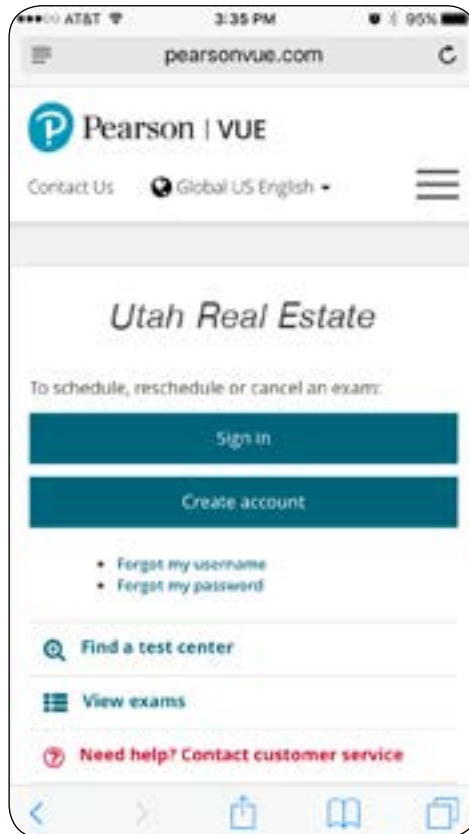 AT&T 3:35 PM 95%
pearsonvue.com
Pearson | VUE
Contact Us Global US English
Utah Real Estate
To schedule, reschedule or cancel an exam:
Sign in
Create account
• Forgot my username
• Forgot my password
Find a test center
View exams
Need help? Contact customer service